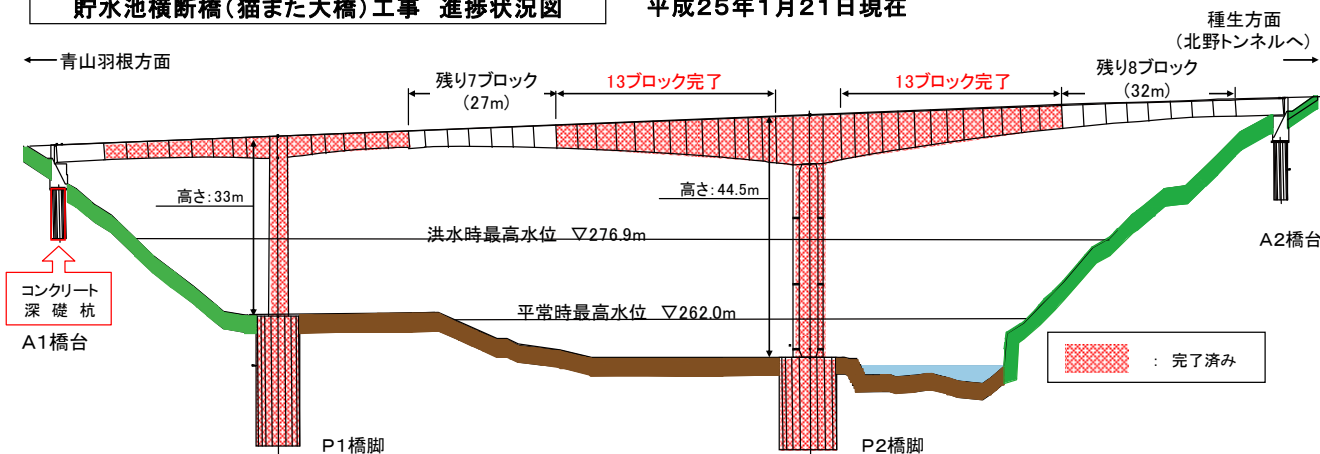 貯水池横断橋(猫また大橋)工事 進捗状況図
平成25年1月21日現在
種生方面
(北野トンネルへ)
青山羽根方面
残り7ブロック
(27m)
13ブロック完了
13ブロック完了
残り8ブロック
(32m)
高さ:33m
高さ:44.5m
洪水時最高水位 ▽276.9m
A2橋台
コンクリート
深礎杭
平常時最高水位 ▽262.0m
A1橋台
: 完了済み
P1橋脚
P2橋脚